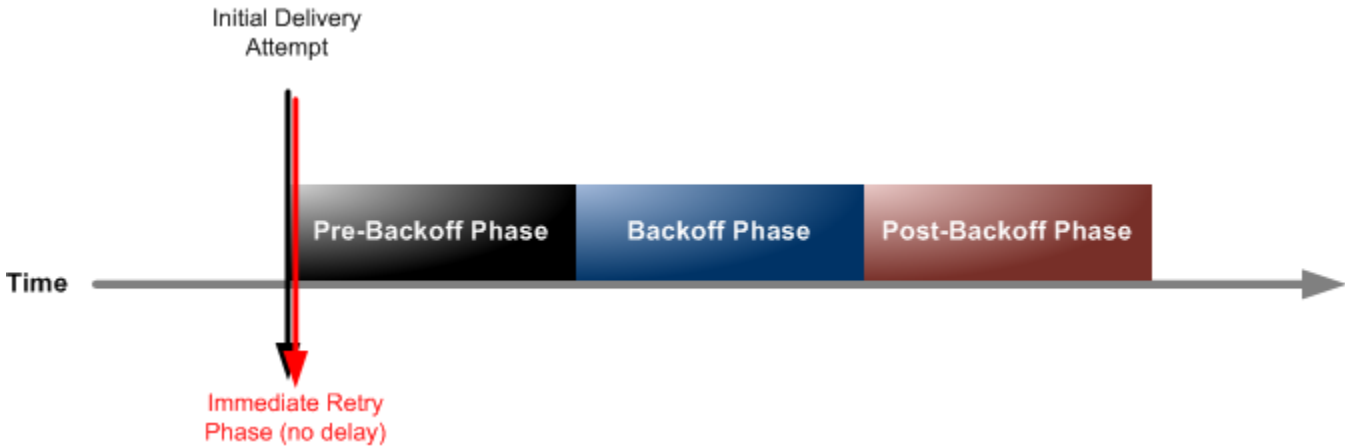 Initial Delivery
Attempt
Pre-Backoff Phase
Backoff Phase
Post-Backoff Phase
Time
Immediate Retry
Phase (no delay)